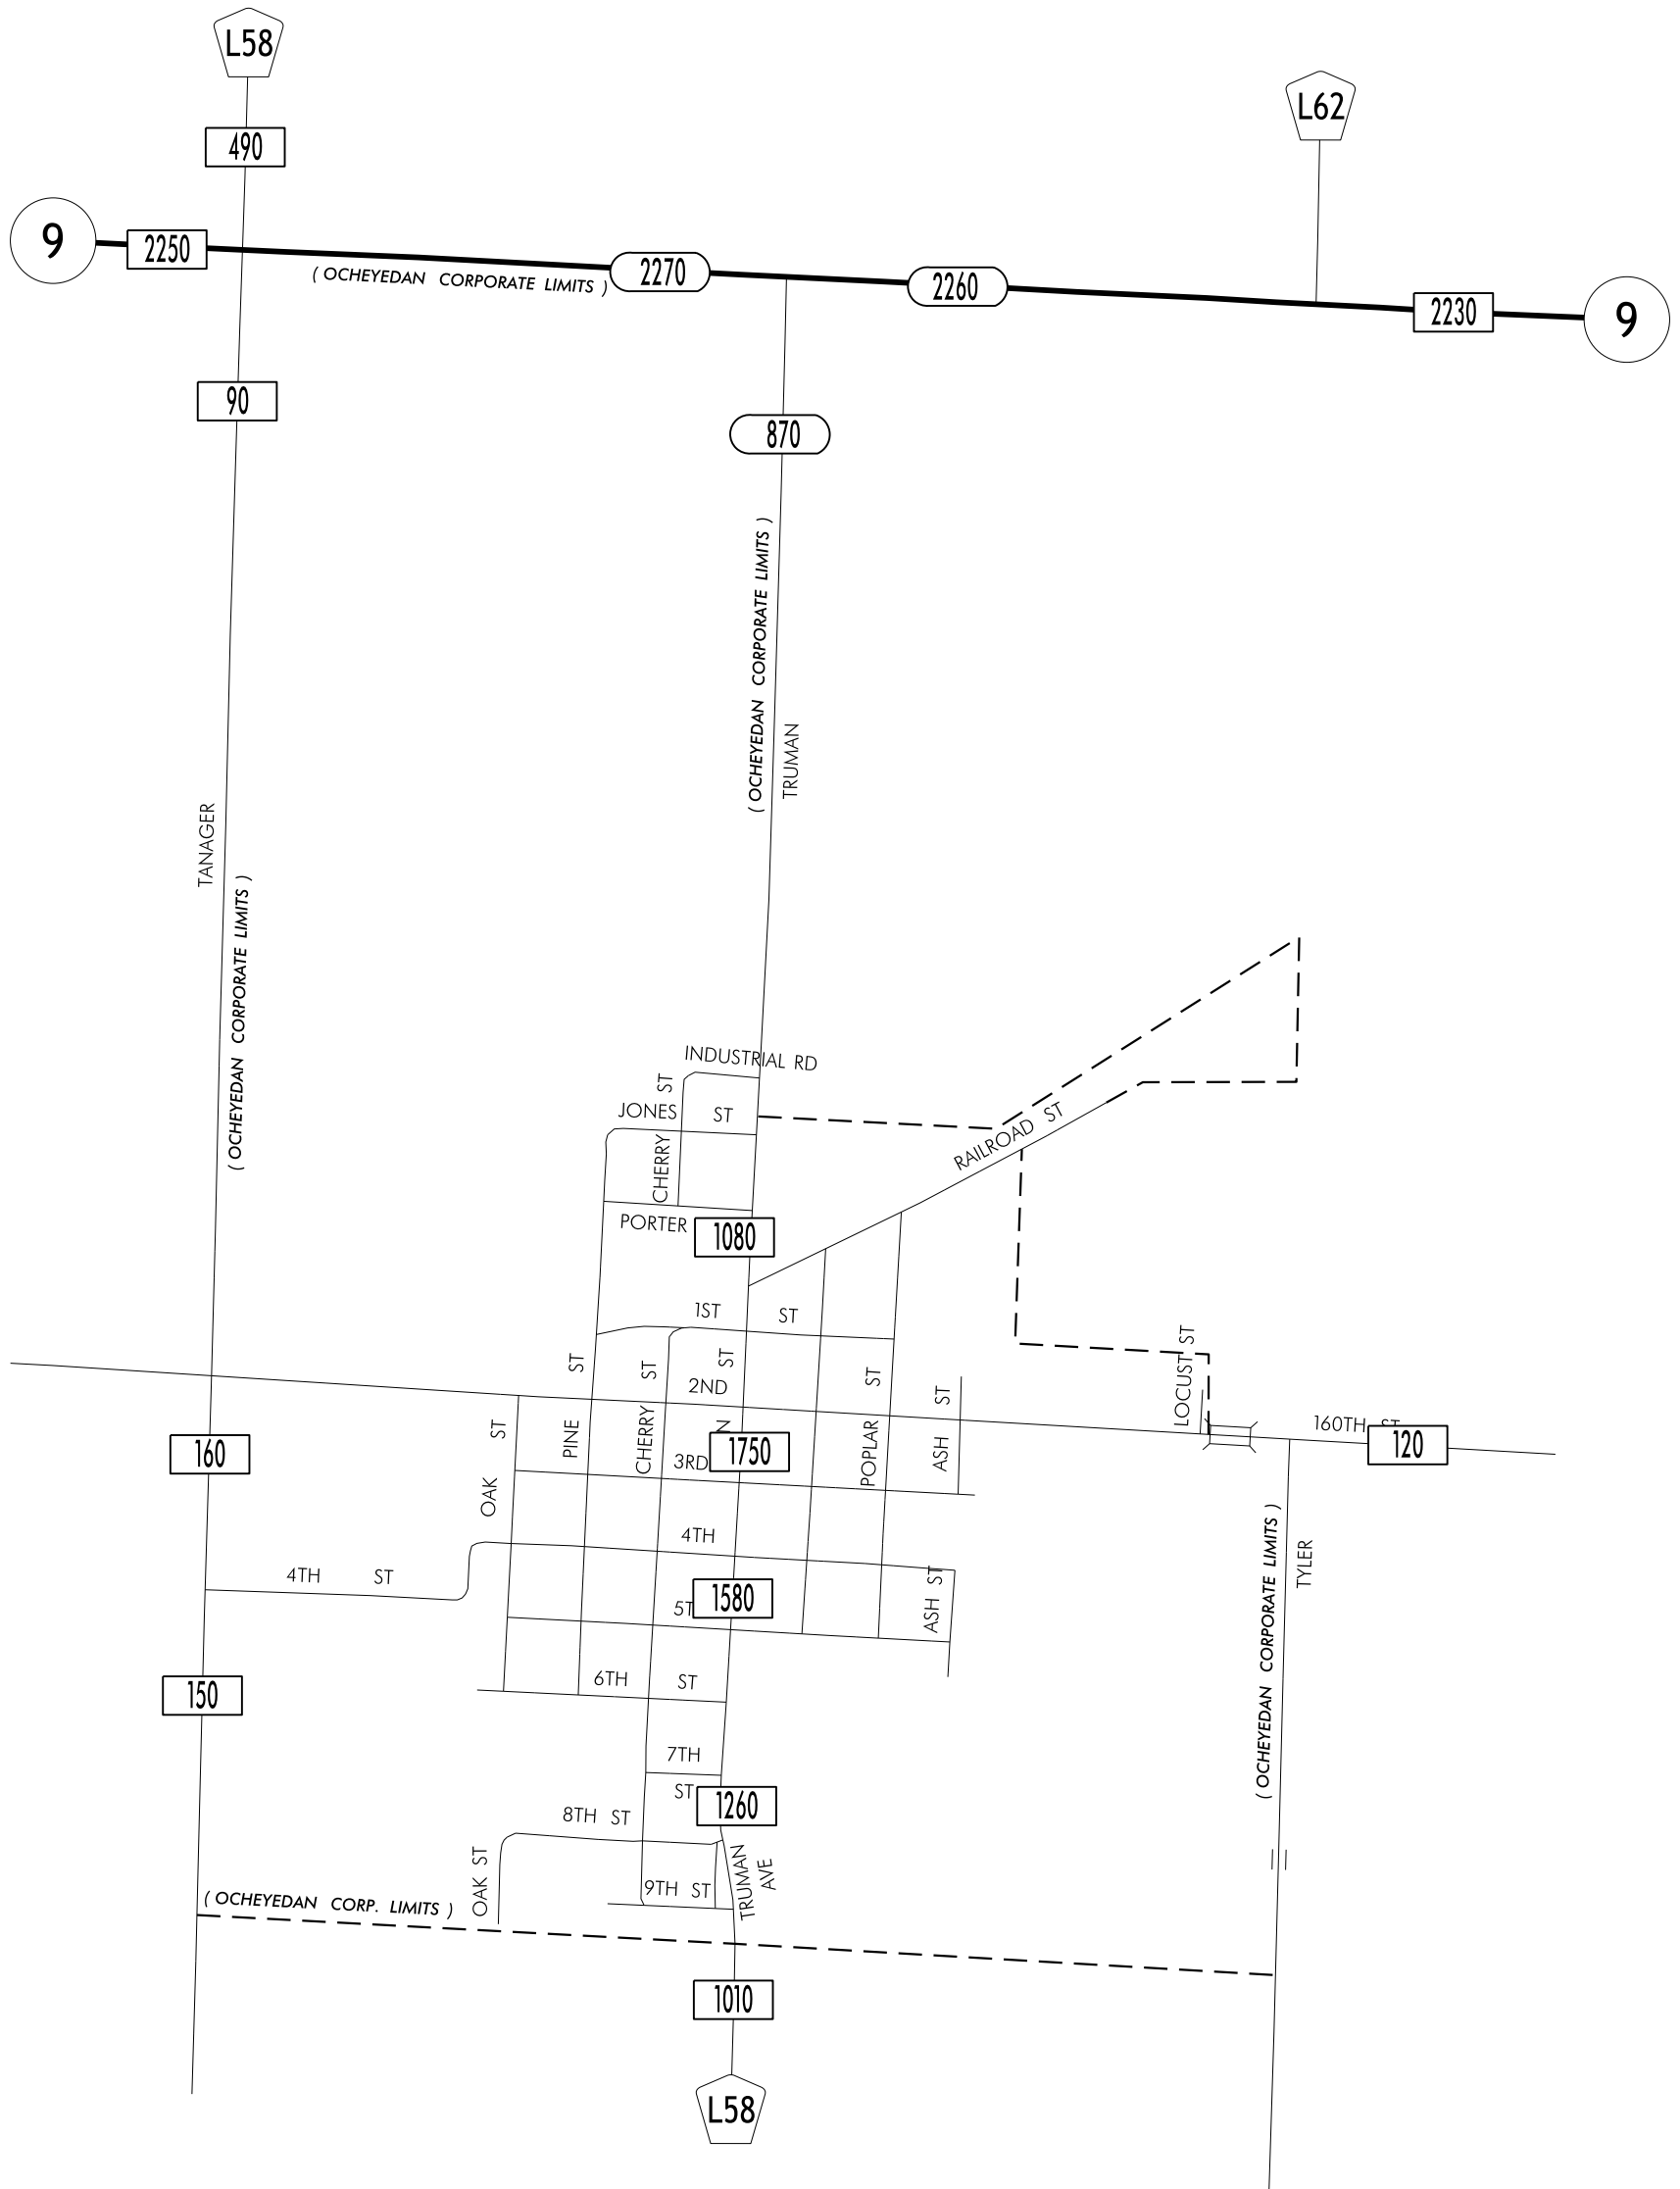 L58
L62
490
9
2250
( OCHEYEDAN CORPORATE LIMITS )
2270
2260
2230
9
90
870
( OCHEYEDAN CORPORATE LIMITS )
TRUMAN
TANAGER
( OCHEYEDAN CORPORATE LIMITS )
INDUSTRIAL RD
JONES ST
CHERRY ST
RAILROAD ST
PORTER
1080
1ST ST
2ND
ST
PINE ST
CHERRY ST
POPLAR ST
ASH ST
LOCUST ST
160TH ST
120
OAK ST
N
1750
3RD
160
4TH
4TH ST
1580
5T
ASH ST
( OCHEYEDAN CORPORATE LIMITS )
TYLER
6TH ST
150
7TH
ST
1260
8TH ST
OAK ST
TRUMAN
AVE
9TH ST
( OCHEYEDAN CORP. LIMITS )
1010
L58